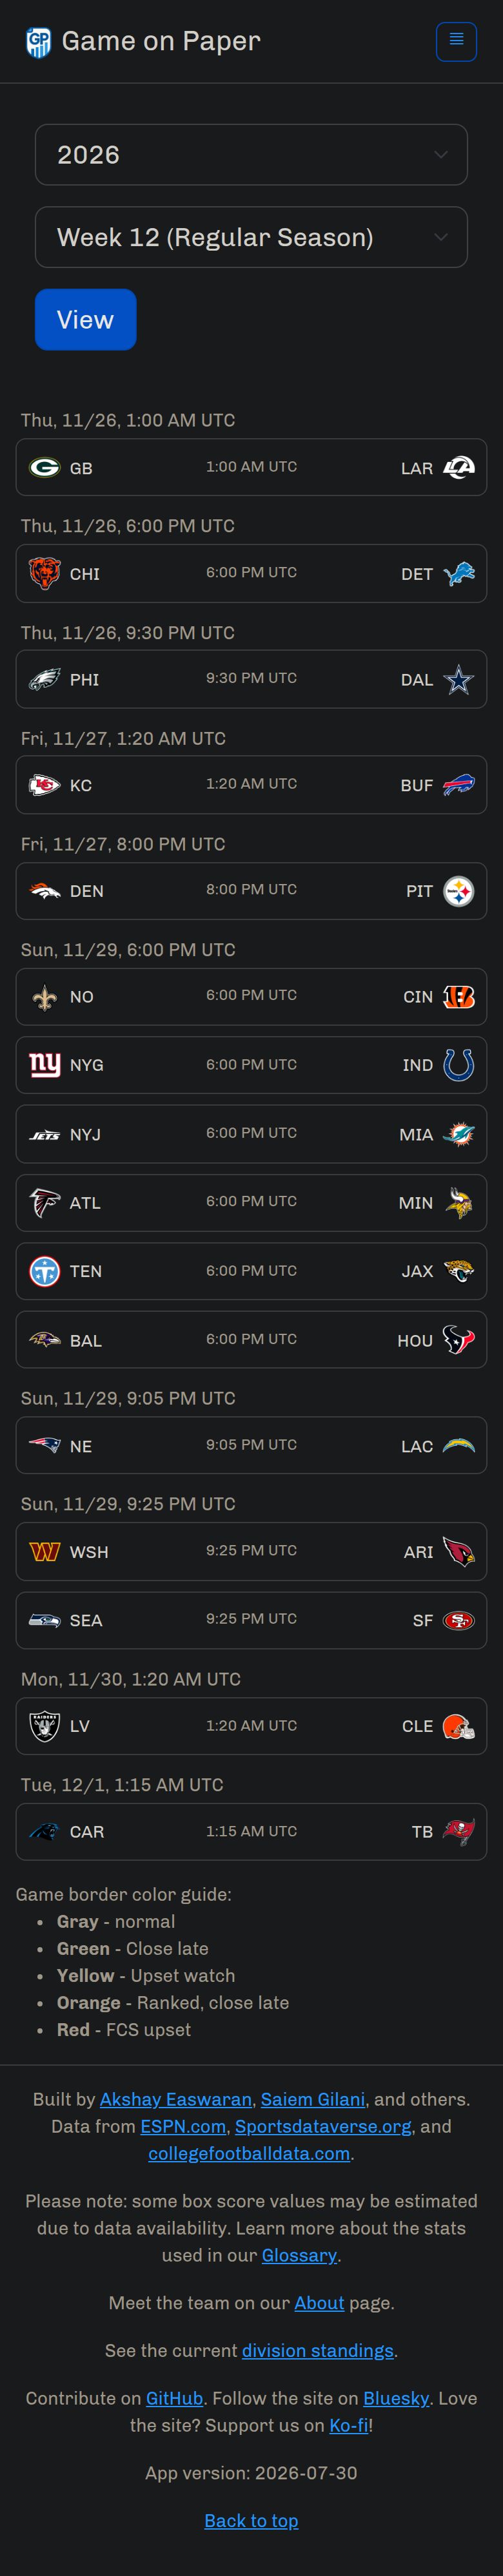 GP Game on Paper
2026
Week 12 (Regular Season)
View
Thu, 11/26, 1:00 AM UTC
GB 1:00 AM UTC LAR
Thu, 11/26, 6:00 PM UTC
CHI 6:00 PM UTC DET
Thu, 11/26, 9:30 PM UTC
PHI 9:30 PM UTC DAL
Fri, 11/27, 1:20 AM UTC
KC 1:20 AM UTC BUF
Fri, 11/27, 8:00 PM UTC
DEN 8:00 PM UTC PIT
Sun, 11/29, 6:00 PM UTC
NO 6:00 PM UTC CIN
ny NYG 6:00 PM UTC IND
JETS NYJ 6:00 PM UTC MIA
ATL 6:00 PM UTC MIN
TEN 6:00 PM UTC JAX
BAL 6:00 PM UTC HOU
Sun, 11/29, 9:05 PM UTC
NE 9:05 PM UTC LAC
Sun, 11/29, 9:25 PM UTC
WSH 9:25 PM UTC ARI
SEA 9:25 PM UTC SF
Mon, 11/30, 1:20 AM UTC
RAIDERS LV 1:20 AM UTC CLE
Tue, 12/1, 1:15 AM UTC
CAR 1:15 AM UTC TB
Game border color guide:
• Gray - normal
• Green - Close late
• Yellow - Upset watch
• Orange - Ranked, close late
• Red - FCS upset
Built by Akshay Easwaran, Saiem Gilani, and others.
Data from ESPN.com, Sportsdataverse.org, and
collegefootballdata.com.
Please note: some box score values may be estimated
due to data availability. Learn more about the stats
used in our Glossary.
Meet the team on our About page.
See the current division standings.
Contribute on GitHub. Follow the site on Bluesky. Love
the site? Support us on Ko-fi!
App version: 2026-07-30
Back to top